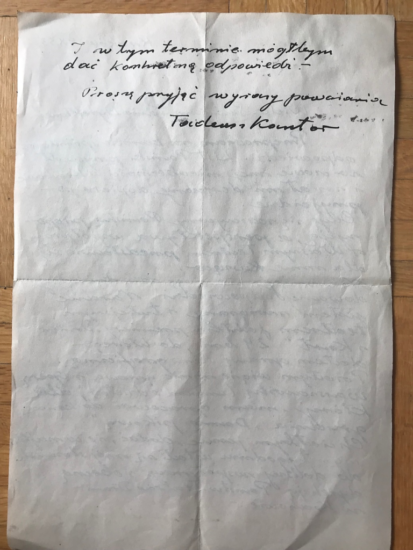 I w tym terminie mógłbym
dać konkretną odpowiedź –
Proszę przyjąć wyrazy poważania
Tadeusz Kantor